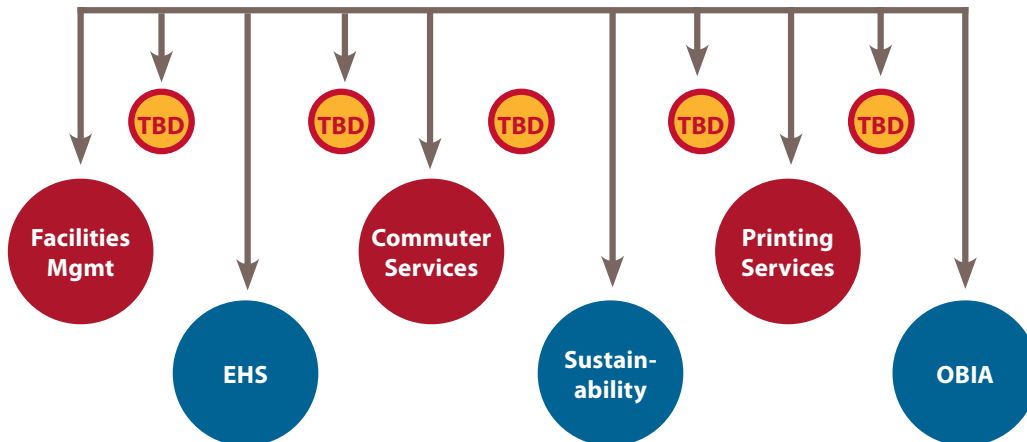 TBD
TBD
TBD
TBD
TBD
Facilities
Mgmt
Commuter
Services
Printing
Services
EHS
Sustain-
ability
OBIA